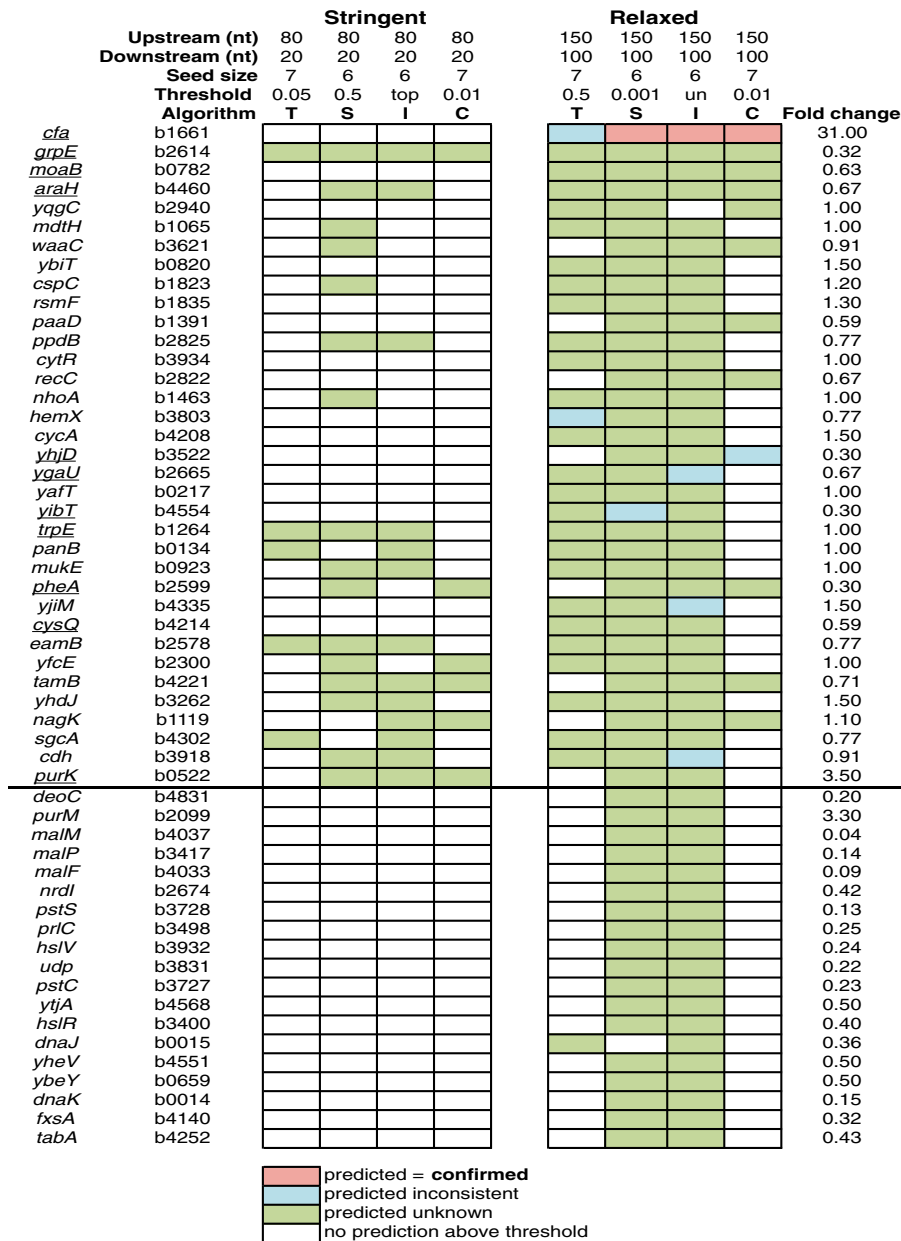 Stringent Relaxed
Upstream (nt) 80 80 80 80 150 150 150 150
Downstream (nt) 20 20 20 20 100 100 100 100
Seed size 7 6 6 7 7 6 6 7
Threshold 0.05 0.5 top 0.01 0.5 0.001 un 0.01
Algorithm T S I C T S I C Fold change
cfa b1661 31.00
grpE b2614 0.32
moaB b0782 0.63
araH b4460 0.67
yqgC b2940 1.00
mdtH b1065 1.00
waaC b3621 0.91
ybiT b0820 1.50
cspC b1823 1.20
rsmF b1835 1.30
paaD b1391 0.59
ppdB b2825 0.77
cytR b3934 1.00
recC b2822 0.67
nhoA b1463 1.00
hemX b3803 0.77
cycA b4208 1.50
yhjD b3522 0.30
ygaU b2665 0.67
yafT b0217 1.00
yibT b4554 0.30
trpE b1264 1.00
panB b0134 1.00
mukE b0923 1.00
pheA b2599 0.30
yjiM b4335 1.50
cysQ b4214 0.59
eamB b2578 0.77
yfcE b2300 1.00
tamB b4221 0.71
yhdJ b3262 1.50
nagK b1119 1.10
sgcA b4302 0.77
cdh b3918 0.91
purK b0522 3.50
deoC b4831 0.20
purM b2099 3.30
malM b4037 0.04
malP b3417 0.14
malF b4033 0.09
nrdI b2674 0.42
pstS b3728 0.13
prlC b3498 0.25
hslV b3932 0.24
udp b3831 0.22
pstC b3727 0.23
ytjA b4568 0.50
hslR b3400 0.40
dnaJ b0015 0.36
yheV b4551 0.50
ybeY b0659 0.50
dnaK b0014 0.15
fxsA b4140 0.32
tabA b4252 0.43
predicted = confirmed
predicted inconsistent
predicted unknown
no prediction above threshold